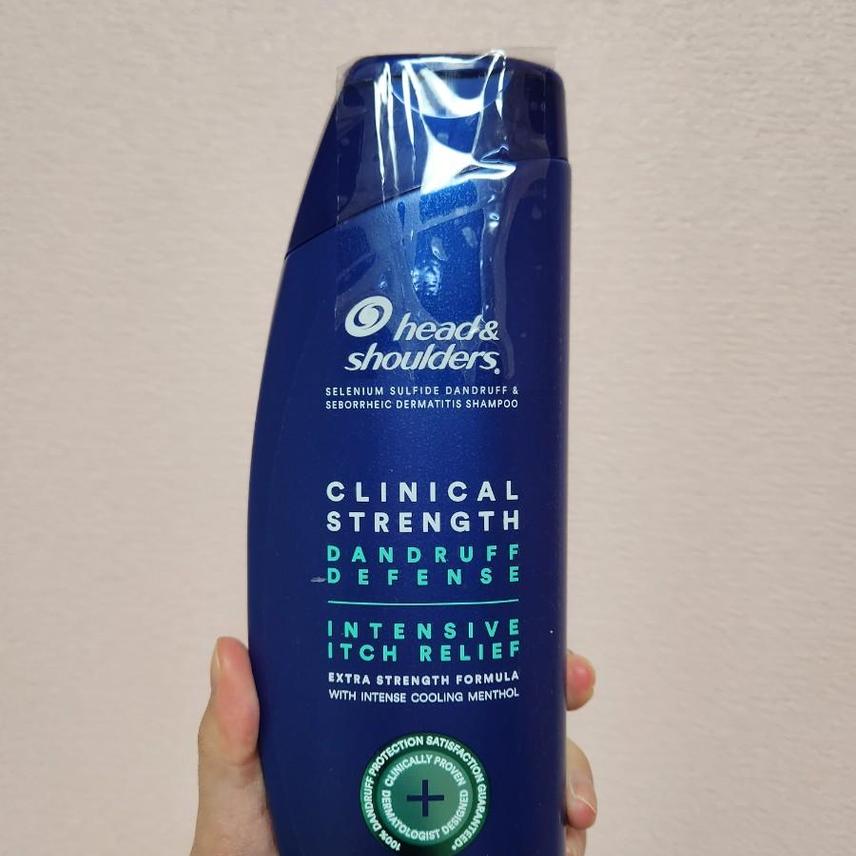 head&
shoulders®
SELENIUM SULFIDE DANDRUFF &
SEBORRHEIC DERMATITIS SHAMPOO
CLINICAL
STRENGTH
DANDRUFF
DEFENSE
INTENSIVE
ITCH RELIEF
EXTRA STRENGTH FORMULA
WITH INTENSE COOLING MENTHOL
100% DANDRUFF PROTECTION SATISFACTION GUARANTEED*
CLINICALLY PROVEN
DERMATOLOGIST DESIGNED